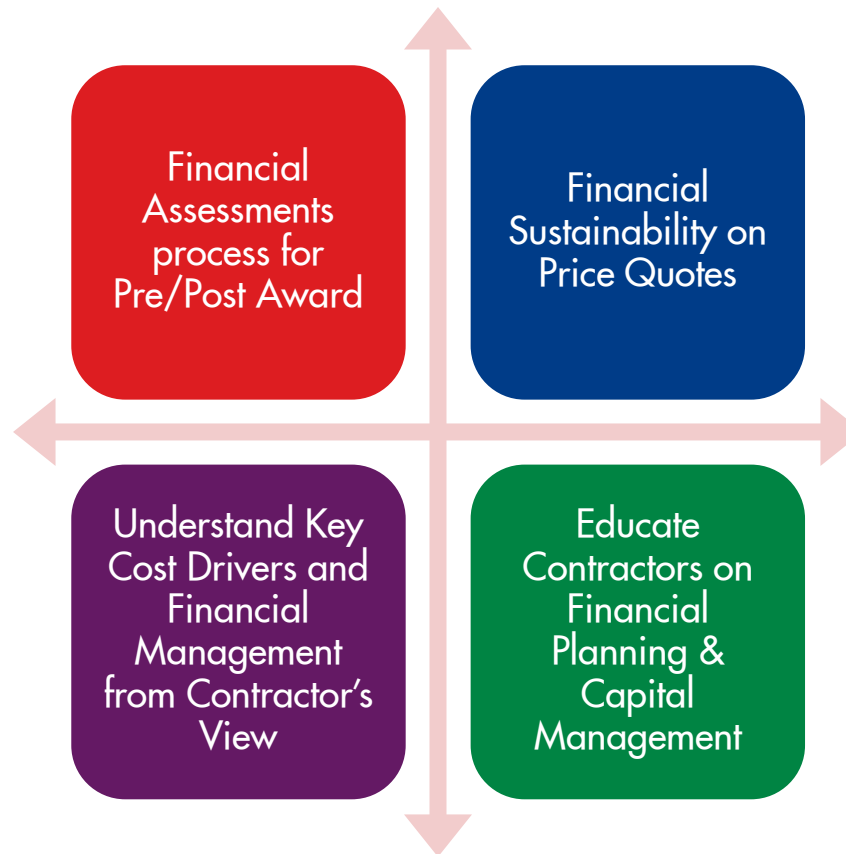 Financial
Assessments
process for
Pre/Post Award
Financial
Sustainability on
Price Quotes
Understand Key
Cost Drivers and
Financial
Management
from Contractor’s
View
Educate
Contractors on
Financial
Planning &
Capital
Management